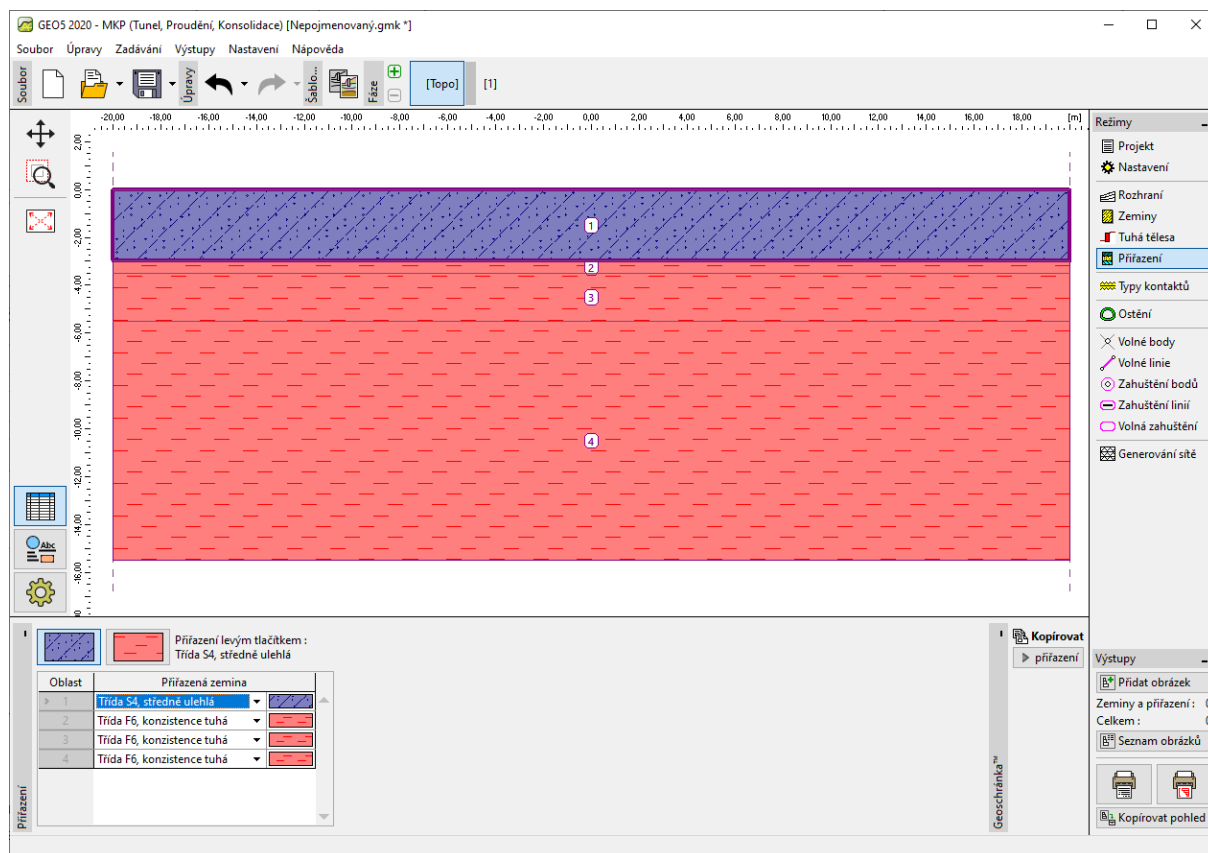 GEO5 2020 - MKP (Tunel, Proudění, Konsolidace) [Nepojmenovaný.gmk *]
Soubor Úpravy Zadávání Výstupy Nastavení Nápověda
Soubor
Úpravy
Šablo...
Fáze
[Topo]
[1]
-20,00 -18,00 -16,00 -14,00 -12,00 -10,00 -8,00 -6,00 -4,00 -2,00 0,00 2,00 4,00 6,00 8,00 10,00 12,00 14,00 16,00 18,00 [m]
2,00
0,00
-2,00
-4,00
-6,00
-8,00
-10,00
-12,00
-14,00
-16,00
1
2
3
4
Abc
Režimy
Projekt
Nastavení
Rozhraní
Zeminy
Tuhá tělesa
Přiřazení
Typy kontaktů
Ostění
Volné body
Volné linie
Zahuštění bodů
Zahuštění linií
Volná zahuštění
Generování sítě
Přiřazení
Přiřazení levým tlačítkem :
Třída S4, středně ulehlá
Oblast Přiřazená zemina
> 1 Třída S4, středně ulehlá
2 Třída F6, konzistence tuhá
3 Třída F6, konzistence tuhá
4 Třída F6, konzistence tuhá
Geoschránka™
Kopírovat
přiřazení
Výstupy
Přidat obrázek
Zeminy a přiřazení :
Celkem :
Seznam obrázků
Kopírovat pohled